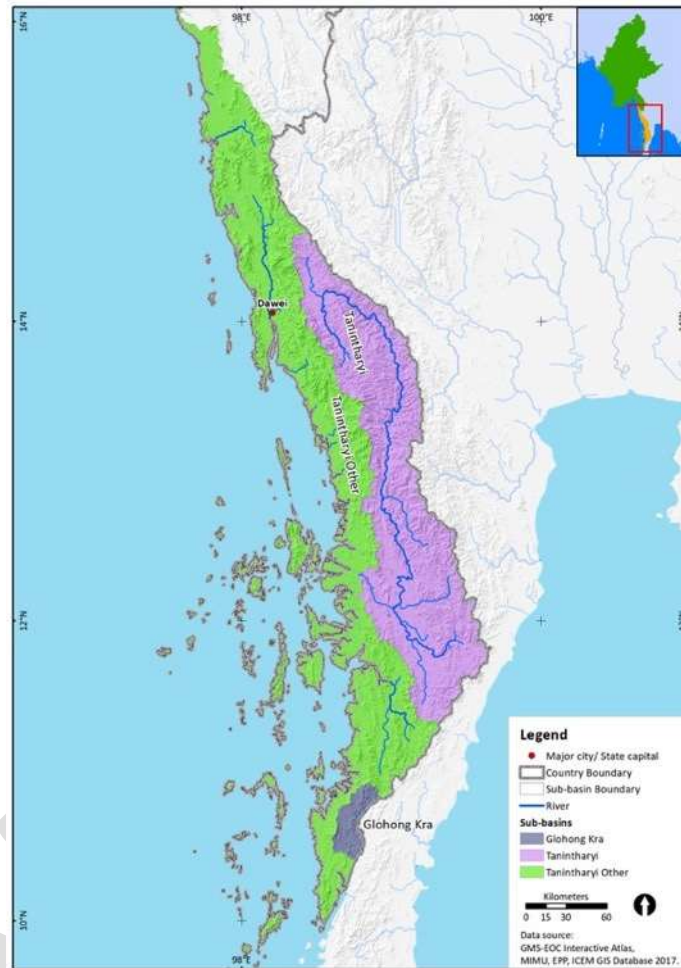 98°E
100°E
16°N
14°N
Dawei
Tanintharyi
Tanintharyi Other
12°N
Glohong Kra
10°N
98°E
Legend
Major city/ State capital
Country Boundary
Sub-basin Boundary
River
Sub-basins
Glohong Kra
Tanintharyi
Tanintharyi Other
Kilometers
0 15 30 60
Data source:
GMS-EOC Interactive Atlas,
MIMU, EPP, ICEM GIS Database 2017.